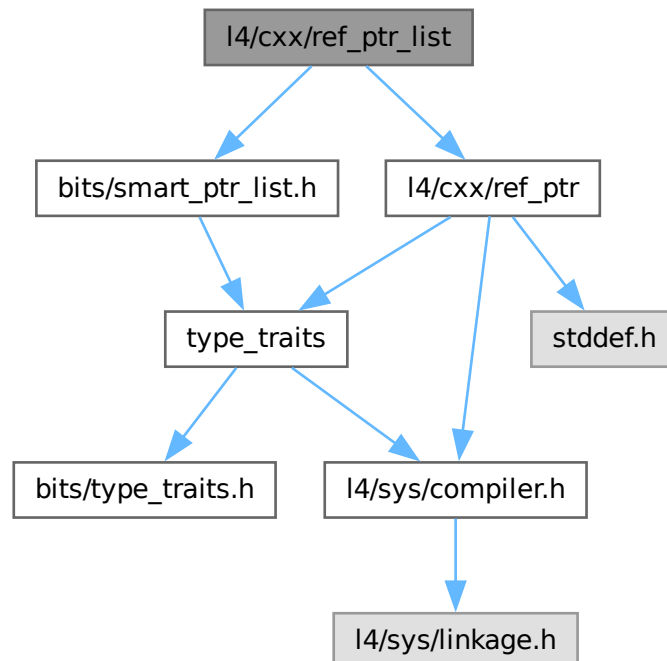 l4/cxx/ref_ptr_list
bits/smart_ptr_list.h
l4/cxx/ref_ptr
type_traits
stddef.h
bits/type_traits.h
l4/sys/compiler.h
l4/sys/linkage.h